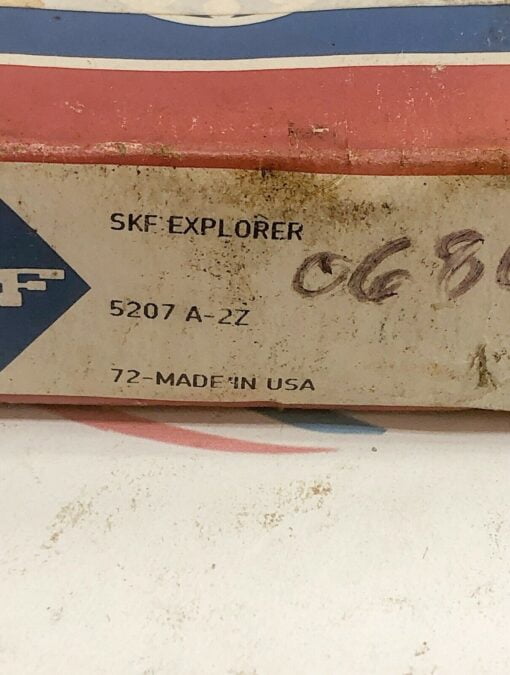 SKF EXPLORER
5207 A-2Z
72-MADE IN USA